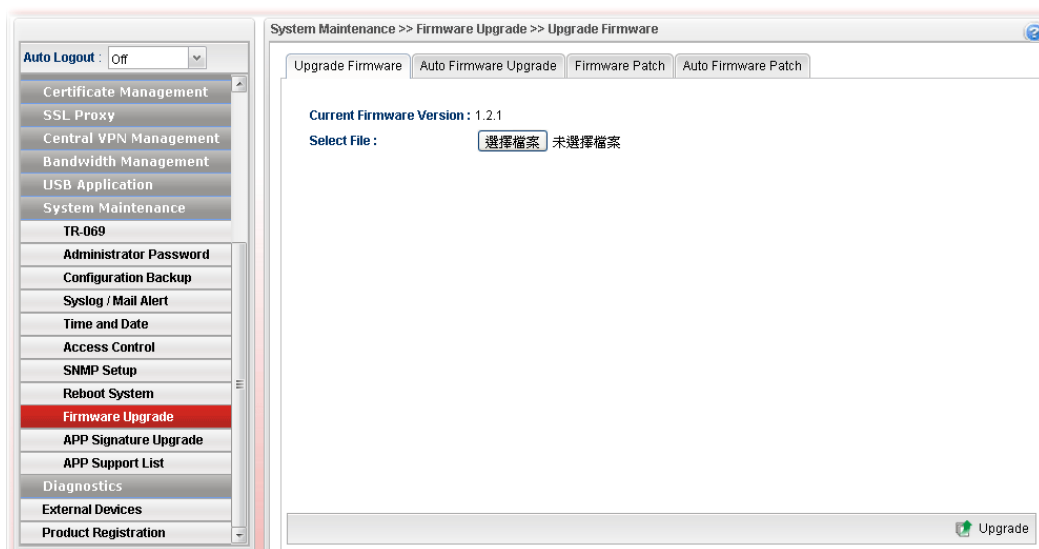 System Maintenance >> Firmware Upgrade >> Upgrade Firmware
Auto Logout : Off
Certificate Management
SSL Proxy
Central VPN Management
Bandwidth Management
USB Application
System Maintenance
TR-069
Administrator Password
Configuration Backup
Syslog / Mail Alert
Time and Date
Access Control
SNMP Setup
Reboot System
Firmware Upgrade
APP Signature Upgrade
APP Support List
Diagnostics
External Devices
Product Registration
Upgrade Firmware Auto Firmware Upgrade Firmware Patch Auto Firmware Patch
Current Firmware Version : 1.2.1
Select File : 選擇檔案 未選擇檔案
Upgrade